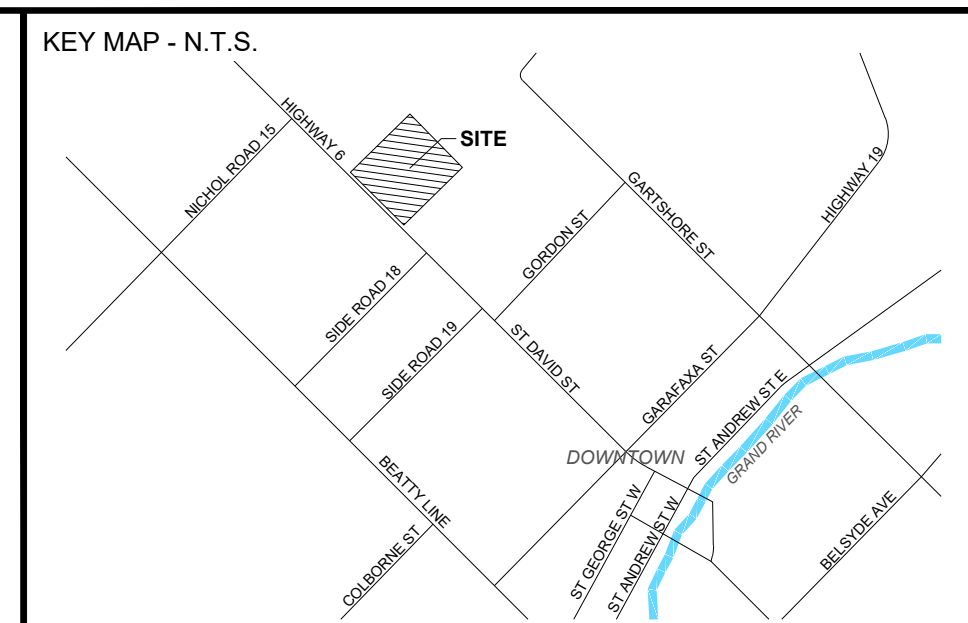 KEY MAP - N.T.S.
HIGHWAY 6
SITE
NICHOL ROAD 15
HIGHWAY 19
GARTSHORE ST
GORDON ST
SIDE ROAD 18
SIDE ROAD 19
ST DAVID ST
GARAFAXA ST
ST ANDREW ST E
GRAND RIVER
DOWNTOWN
BEATTY LINE
ST GEORGE ST W
ST ANDREW ST W
BELSYDE AVE
COLBORNE ST